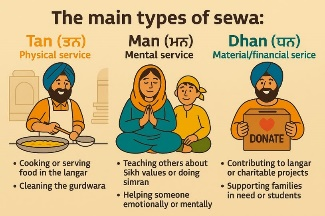 The main types of sewa:
Tan (ਤਨ)
Physical service
Man (ਮਨ)
Mental service
Dhan (ਧਨ)
Material/financial serice
DONATE
• Cooking or serving
food in the langar
• Cleaning the gurdwara
• Teaching others about
Sikh values or doing
simran
• Helping someone
emotionally or mentally
• Contributing to langar
or charitable projects
• Supporting families
in need or students